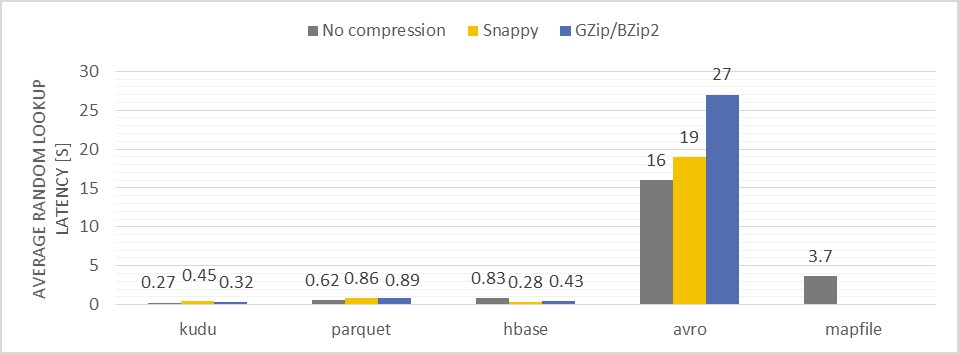 No compression Snappy GZip/BZip2
AVERAGE RANDOM LOOKUP
LATENCY [S]
30
25
20
15
10
5
0
0.27 0.45 0.32
0.62 0.86 0.89
0.83 0.28 0.43
16 19 27
3.7
kudu parquet hbase avro mapfile